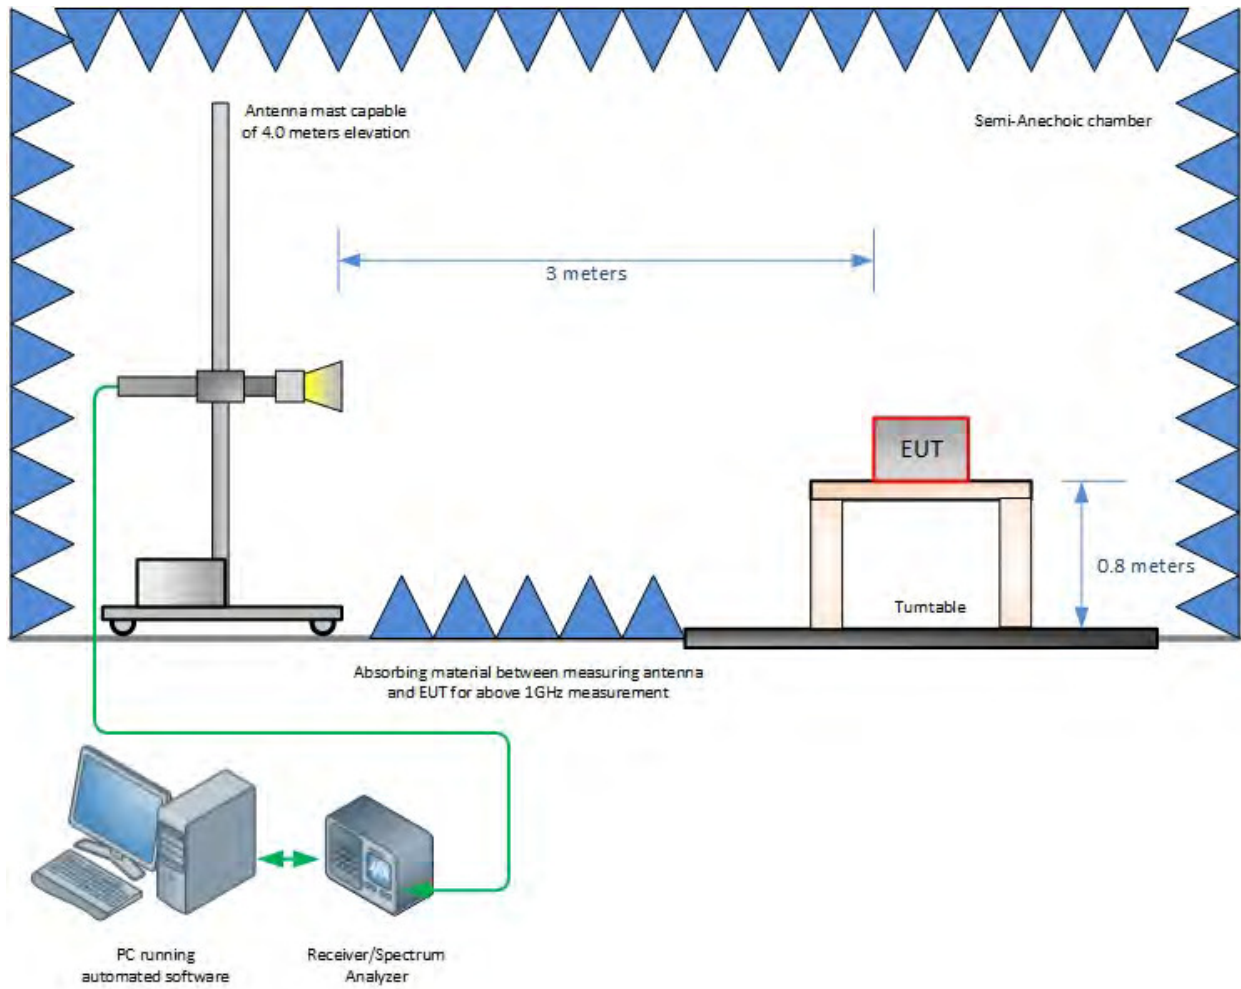 Antenna mast capable
of 4.0 meters elevation
Semi-Anechoic chamber
3 meters
EUT
0.8 meters
Turntable
Absorbing material between measuring antenna
and EUT for above 1GHz measurement
PC running
automated software
Receiver/Spectrum
Analyzer